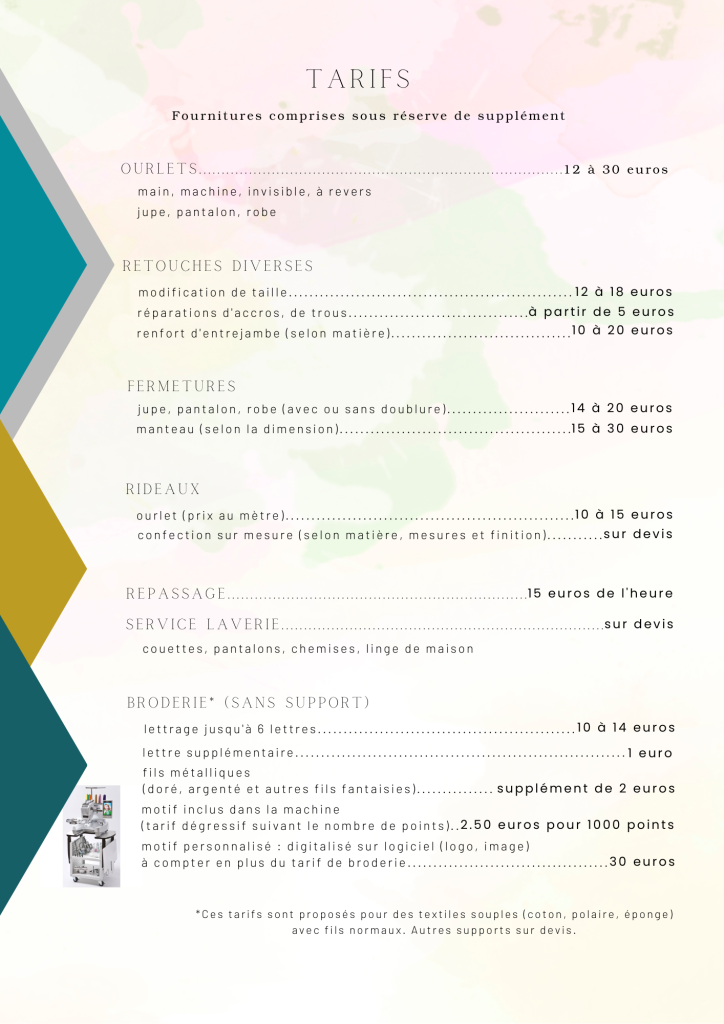 TARIFS
Fournitures comprises sous réserve de supplément
OURLETS..............................................................................................12 à 30 euros
main, machine, invisible, à revers
jupe, pantalon, robe
RETOUCHES DIVERSES
modification de taille.......................................................12 à 18 euros
réparations d'accros, de trous...................................à partir de 5 euros
renfort d'entrejambe (selon matière)...................................10 à 20 euros
FERMETURES
jupe, pantalon, robe (avec ou sans doublure)........................14 à 20 euros
manteau (selon la dimension).............................................15 à 30 euros
RIDEAUX
ourlet (prix au mètre)........................................................10 à 15 euros
confection sur mesure (selon matière, mesures et finition)...........sur devis
REPASSAGE.............................................................................15 euros de l'heure
SERVICE LAVERIE...................................................................................sur devis
couettes, pantalons, chemises, linge de maison
BRODERIE* (SANS SUPPORT)
lettrage jusqu'à 6 lettres..................................................10 à 14 euros
lettre supplémentaire................................................................1 euro
fils métalliques
(doré, argenté et autres fils fantaisies)............... supplément de 2 euros
motif inclus dans la machine
(tarif dégressif suivant le nombre de points)..2.50 euros pour 1000 points
motif personnalisé : digitalisé sur logiciel (logo, image)
à compter en plus du tarif de broderie.......................................30 euros
*Ces tarifs sont proposés pour des textiles souples (coton, polaire, éponge)
avec fils normaux. Autres supports sur devis.